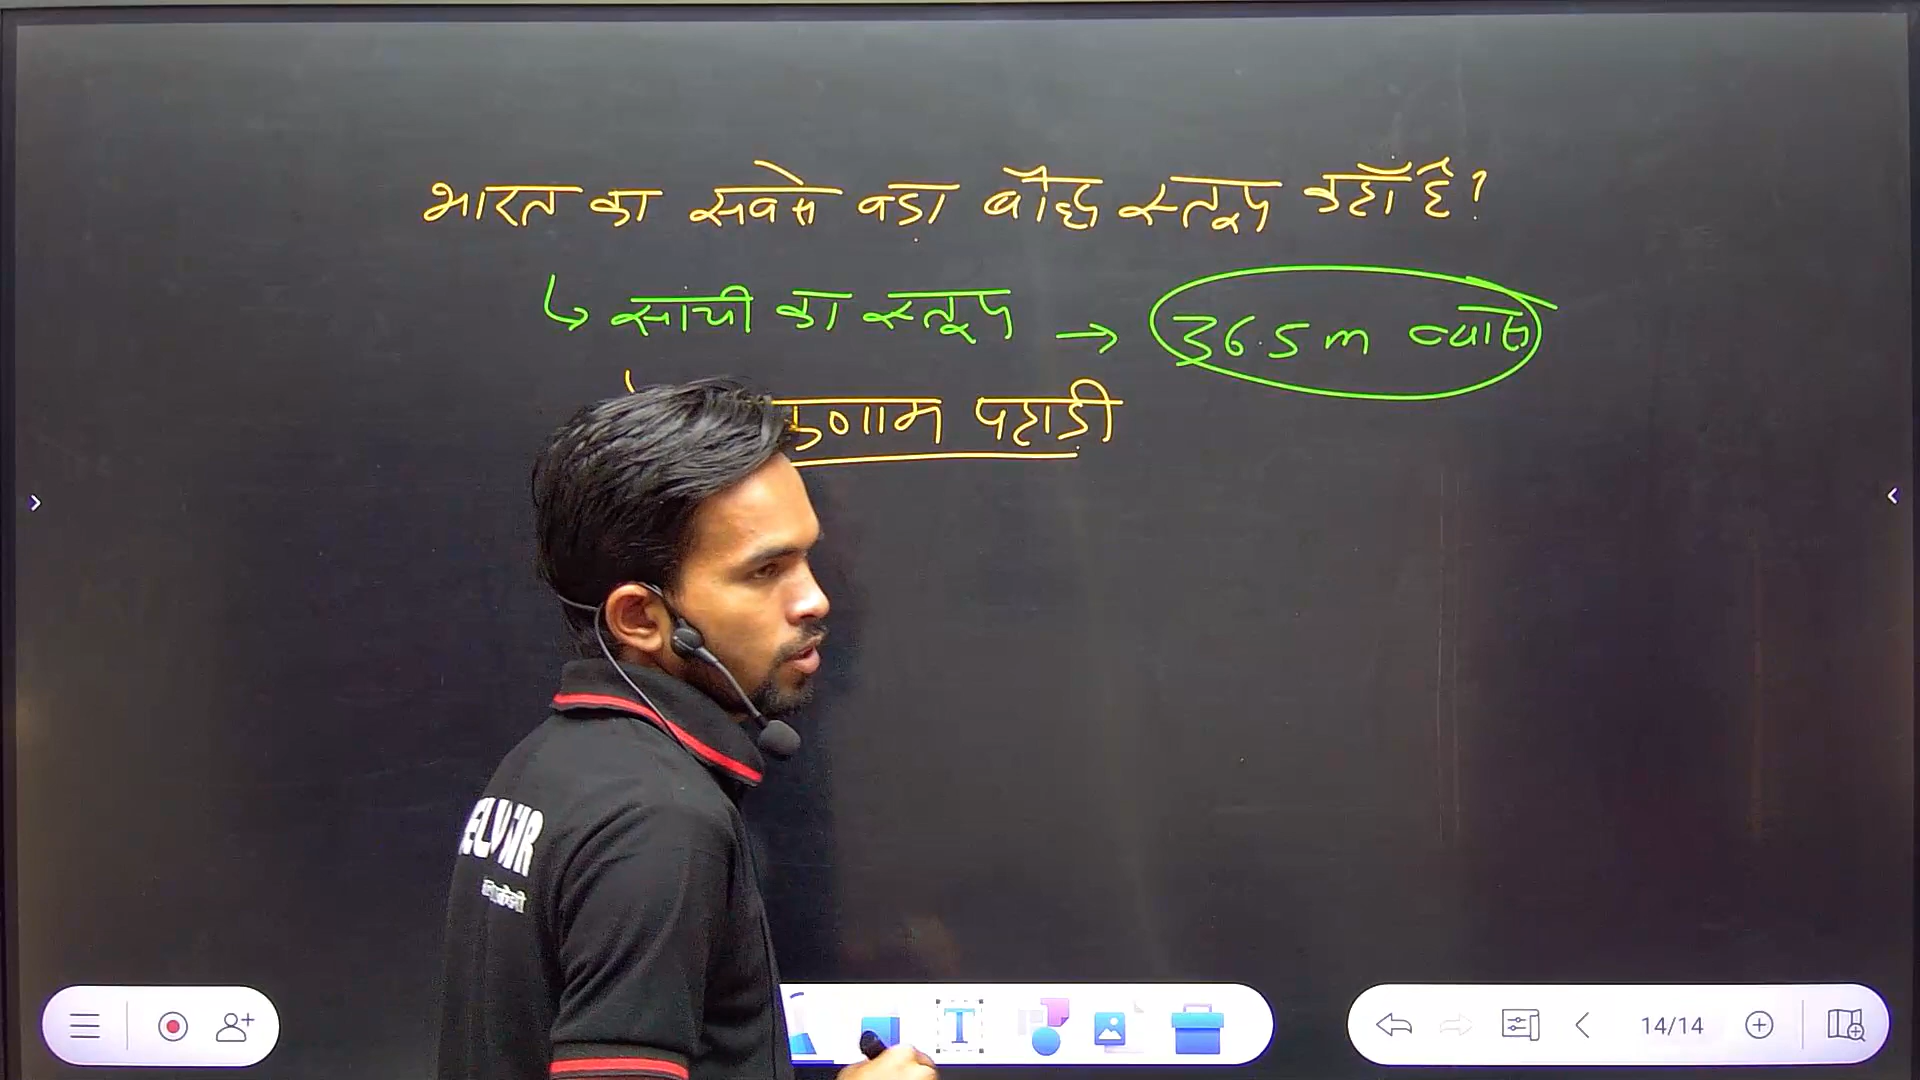 भारत का सबसे बड़ा बौद्ध स्तूप कहाँ है?
↳ साची का स्तूप → 36.5 m व्यास
पहाड़ी
14/14
T